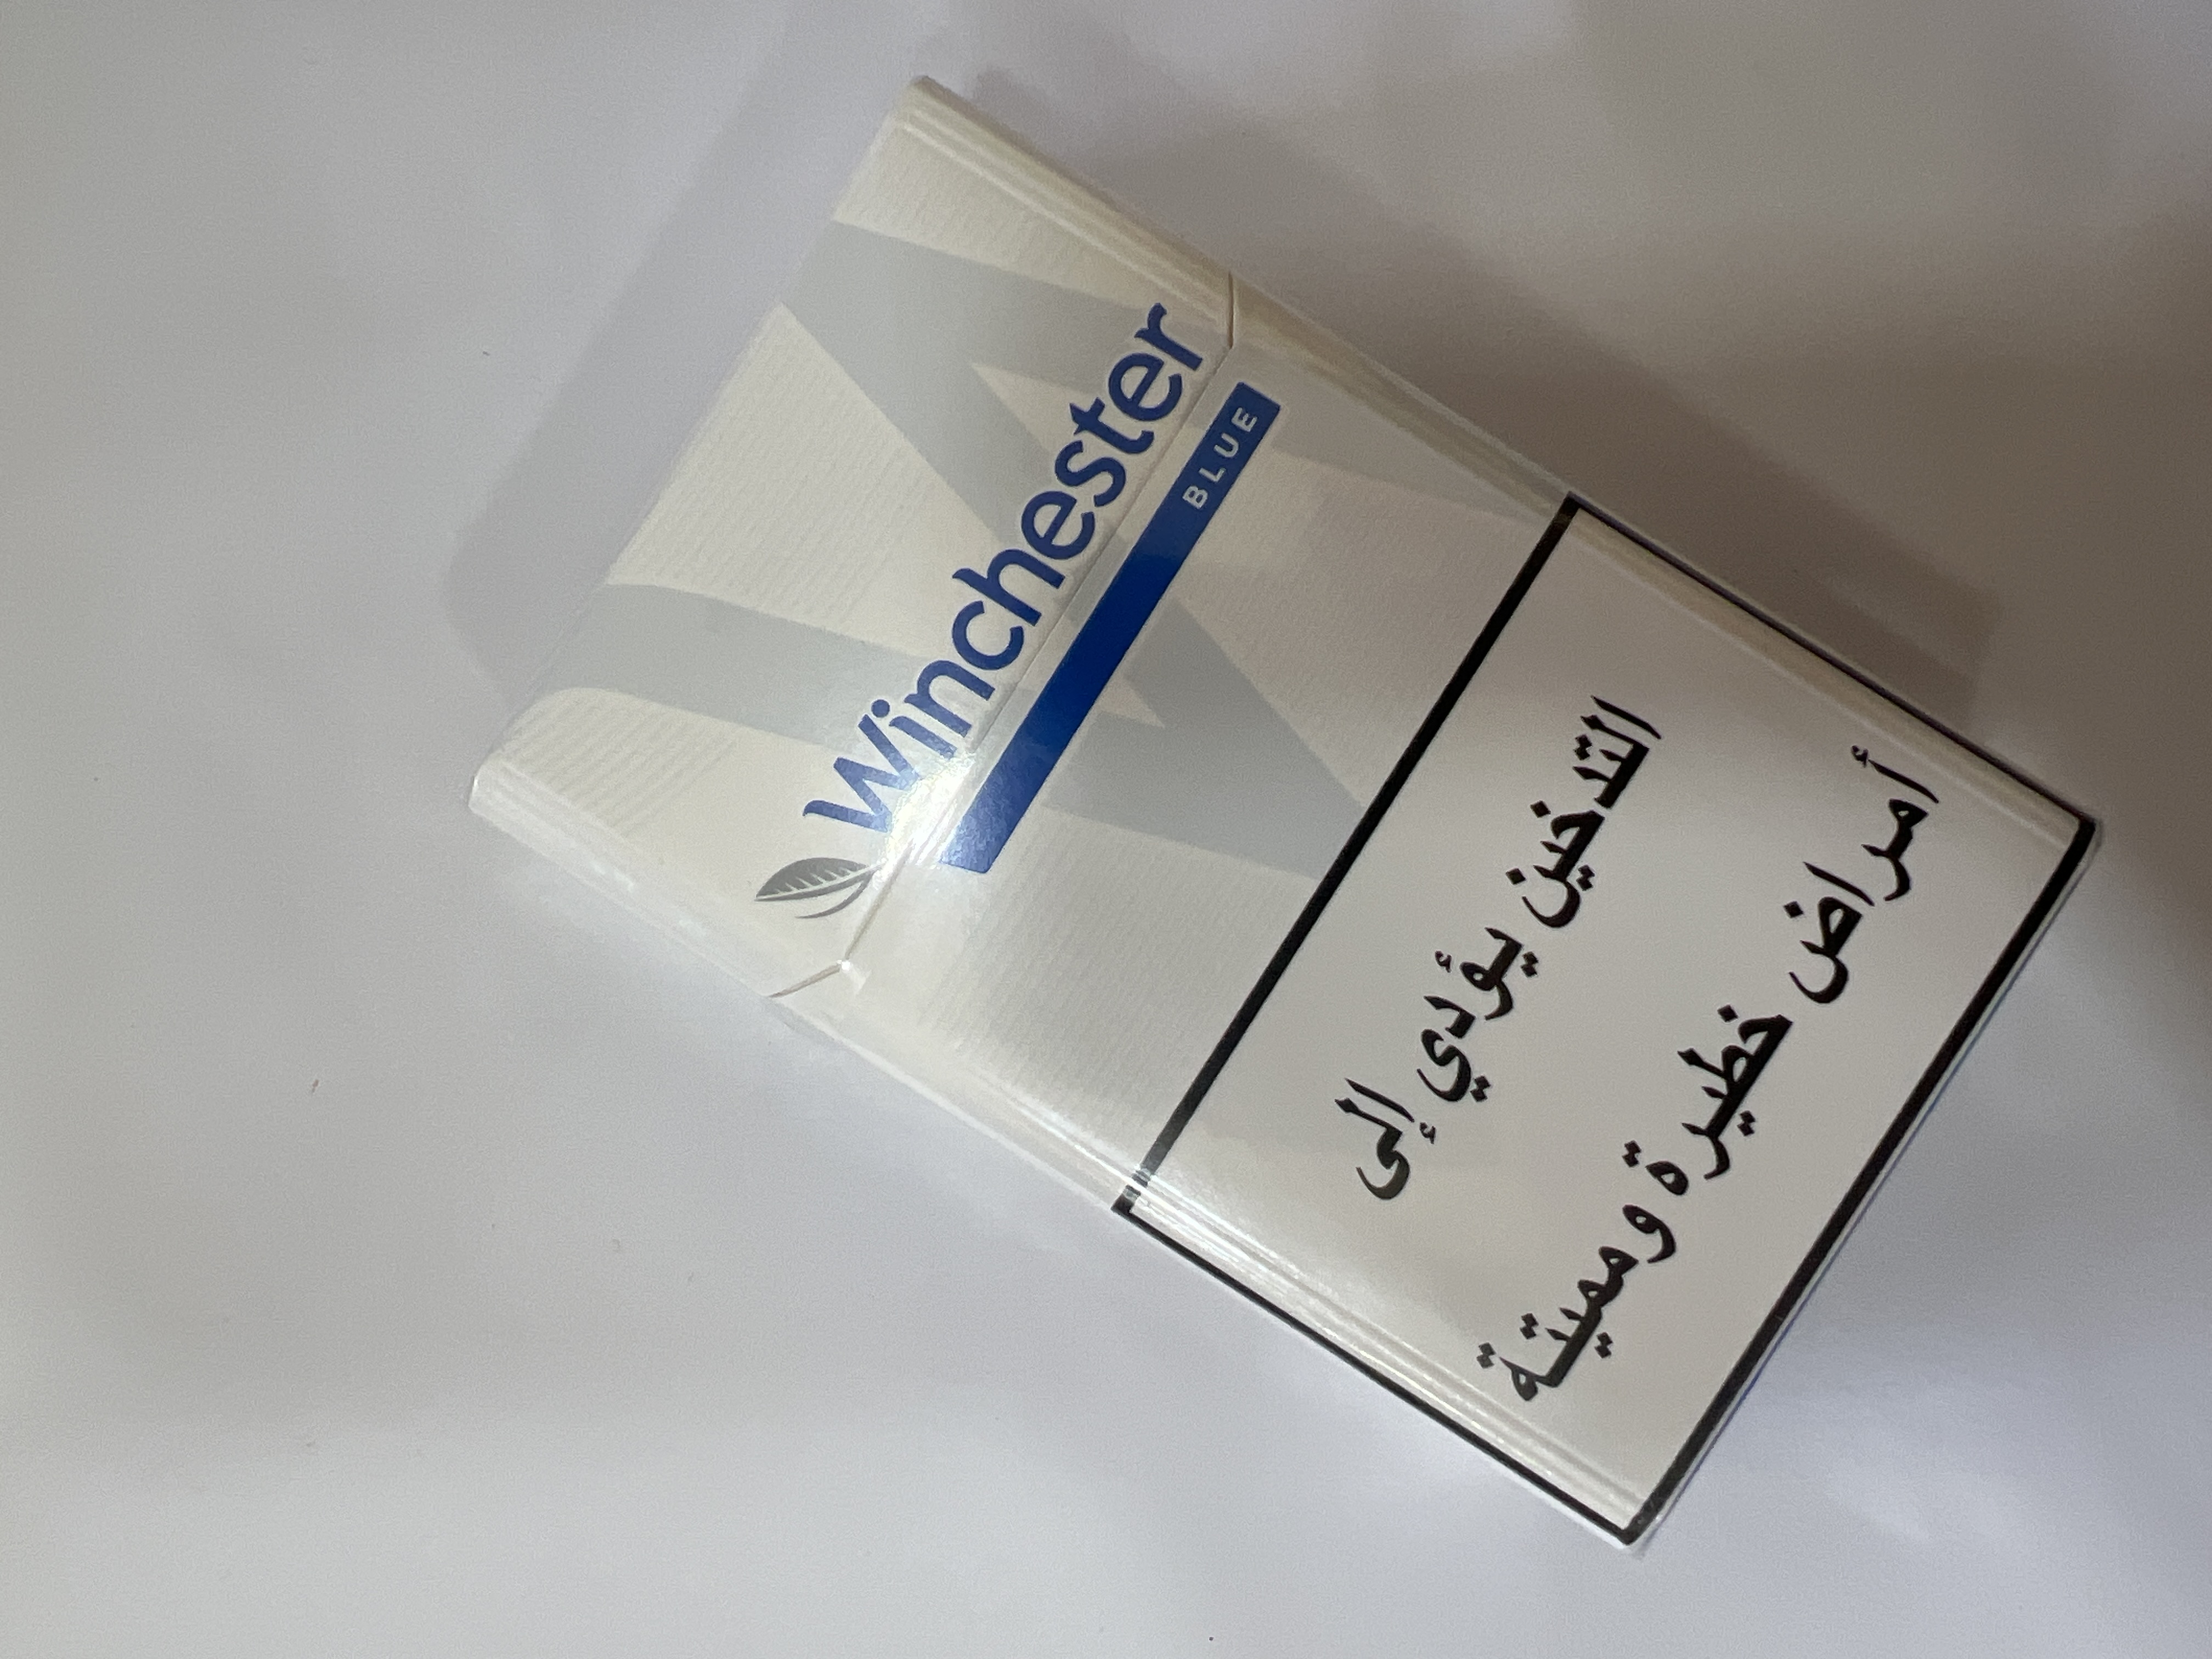 Winchester
BLUE
التدخين يؤدي إلى
أمراض خطيرة ومميتة